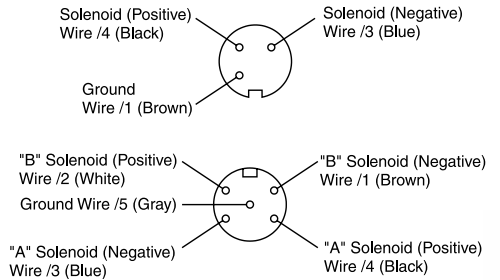 Solenoid (Positive)
Wire /4 (Black)
Solenoid (Negative)
Wire /3 (Blue)
Ground
Wire /1 (Brown)
"B" Solenoid (Positive)
Wire /2 (White)
"B" Solenoid (Negative)
Wire /1 (Brown)
Ground Wire /5 (Gray)
"A" Solenoid (Negative)
Wire /3 (Blue)
"A" Solenoid (Positive)
Wire /4 (Black)